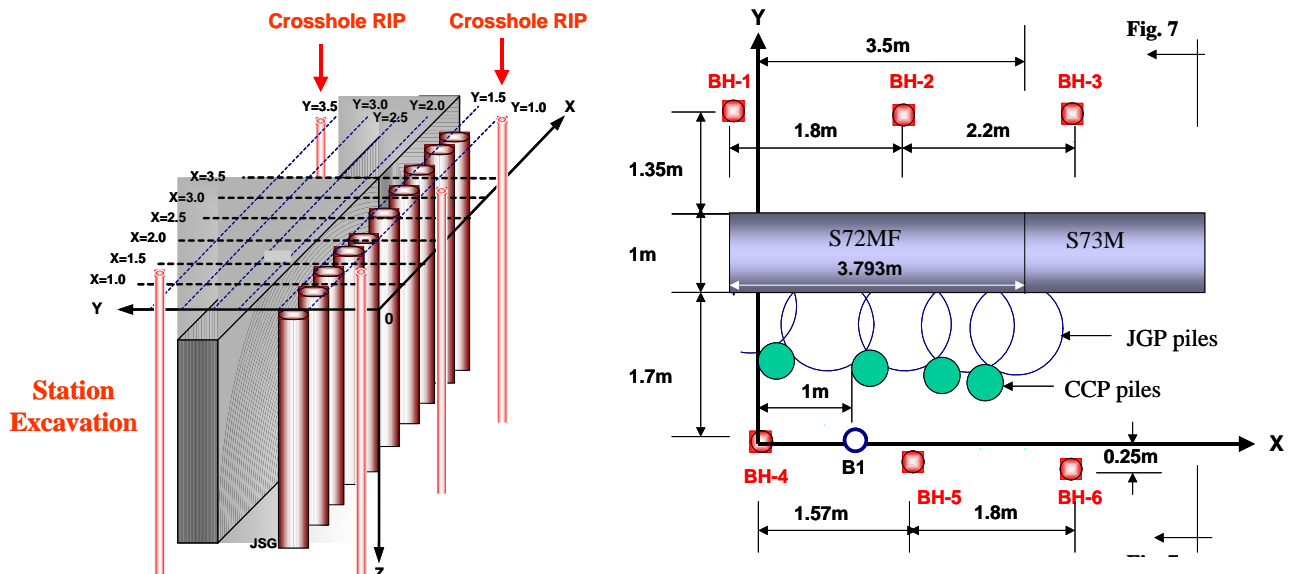 Crosshole RIP
Crosshole RIP
Y=3.5
Y=3.0
Y=2.5
Y=2.0
Y=1.5
Y=1.0
X
X=3.5
X=3.0
X=2.5
X=2.0
X=1.5
X=1.0
Y
0
Station
Excavation
JSG
Z
Y
Fig. 7
3.5m
BH-1
BH-2
BH-3
1.8m
2.2m
1.35m
1m
S72MF
S73M
3.793m
JGP piles
1.7m
CCP piles
1m
X
BH-4
B1
0.25m
BH-5
BH-6
1.57m
1.8m